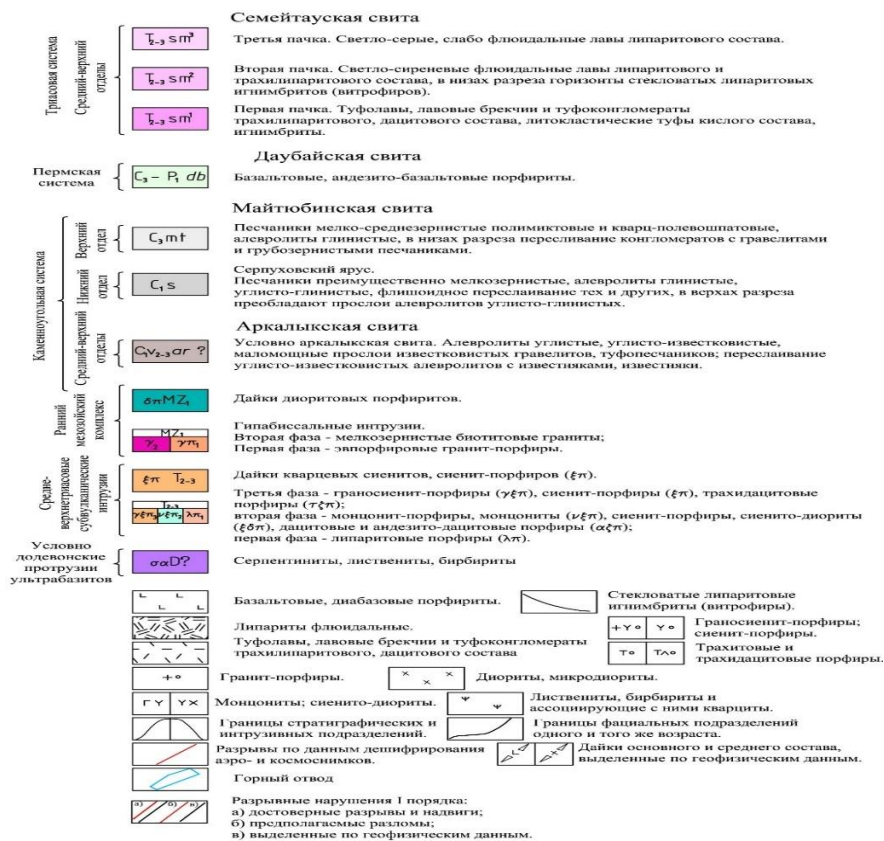 Семейтауская свита
Триасовая система
Средний-верхний
отделы
T₂₋₃ sm³
Третья пачка. Светло-серые, слабо флюидальные лавы липаритового состава.
T₂₋₃ sm²
Вторая пачка. Светло-сиреневые флюидальные лавы липаритового и
трахилипаритового состава, в низах разреза горизонты стекловатых липаритовых
игнимбритов (витрофиров).
T₂₋₃ sm¹
Первая пачка. Туфолавы, лавовые брекчии и туфоконгломераты
трахилипаритового, дацитового состава, литокластические туфы кислого состава,
игнимбриты.
Даубайская свита
Пермская
система
C₃ – P₁ db
Базальтовые, андезито-базальтовые порфириты.
Майтюбинская свита
Каменноугольная система
Верхний
отдел
C₃ mt
Песчаники мелко-среднезернистые полимиктовые и кварц-полевошпатовые,
алевролиты глинистые, в низах разреза пересливание конгломератов с гравелитами
и грубозернистыми песчаниками.
Нижний
отдел
C₁ s
Серпуховский ярус.
Песчаники преимущественно мелкозернистые, алевролиты глинистые,
углисто-глинистые, флишоидное переслаивание тех и других, в верхах разреза
преобладают прослои алевролитов углисто-глинистых.
Аркалыкская свита
Средний-верхний
отделы
C₁v₂₋₃ ar ?
Условно аркалыкская свита. Алевролиты углистые, углисто-известковистые,
маломощные прослои известковистых гравелитов, туфопесчаников; переслаивание
углисто-известковистых алевролитов с известняками, известняки.
Ранний
мезозойский
комплекс
δπMZ₁
Дайки диоритовых порфиритов.
MZ₁
γ₂ γπ₁
Гипабиссальные интрузии.
Вторая фаза - мелкозернистые биотитовые граниты;
Первая фаза - эвпорфировые гранит-порфиры.
Средне-
верхнетриасовые
субвулканические
интрузии
ξπ T₂₋₃
Дайки кварцевых сиенитов, сиенит-порфиров (ξπ).
T₂₋₃
γξπ₃ νξπ₂ λπ₁
Третья фаза - граносиенит-порфиры (γξπ), сиенит-порфиры (ξπ), трахидацитовые
порфиры (τζπ);
вторая фаза - монцонит-порфиры, монцониты (νξπ), сиенит-порфиры, сиенито-диориты
(ξδπ), дацитовые и андезито-дацитовые порфиры (αζπ);
первая фаза - липаритовые порфиры (λπ).
Условно
додевонские
протрузии
ультрабазитов
σαD?
Серпентиниты, листвениты, бирбириты
Базальтовые, диабазовые порфириты.
Стекловатые липаритовые
игнимбриты (витрофиры).
Липариты флюидальные.
Граносиенит-порфиры;
сиенит-порфиры.
Туфолавы, лавовые брекчии и туфоконгломераты
трахилипаритового, дацитового состава
Трахитовые и
трахидацитовые порфиры.
Гранит-порфиры.
Диориты, микродиориты.
Монцониты; сиенито-диориты.
Листвениты, бирбириты и
ассоциирующие с ними кварциты.
Границы стратиграфических и
интрузивных подразделений.
Границы фациальных подразделений
одного и того же возраста.
Разрывы по данным дешифрирования
аэро- и космоснимков.
Дайки основного и среднего состава,
выделенные по геофизическим данным.
Горный отвод
а) б) в)
Разрывные нарушения I порядка:
а) достоверные разрывы и надвиги;
б) предполагаемые разломы;
в) выделенные по геофизическим данным.